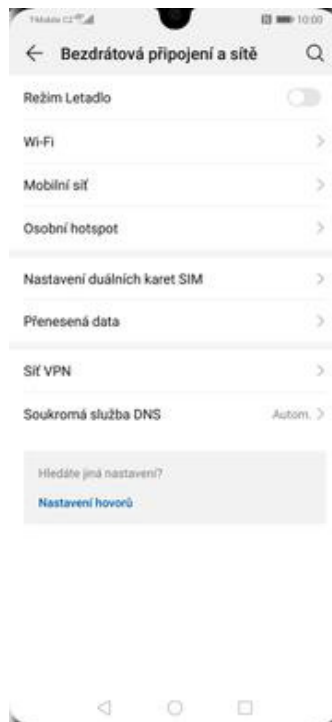 T-Mobile CZ 10:00
Bezdrátová připojení a sítě
Režim Letadlo
Wi-Fi
Mobilní síť
Osobní hotspot
Nastavení duálních karet SIM
Přenesená data
Síť VPN
Soukromá služba DNS Autom.
Hledáte jiná nastavení?
Nastavení hovorů